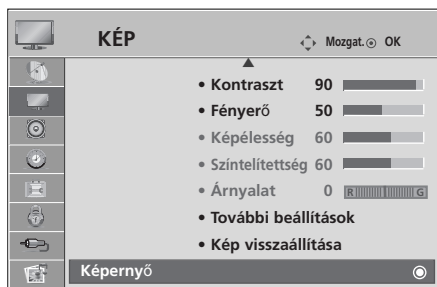 KÉP
Mozgat. OK
• Kontraszt 90
• Fényerő 50
• Képélesség 60
• Színtelítettség 60
• Árnyalat 0 R G
• További beállítások
• Kép visszaállítása
Képernyő